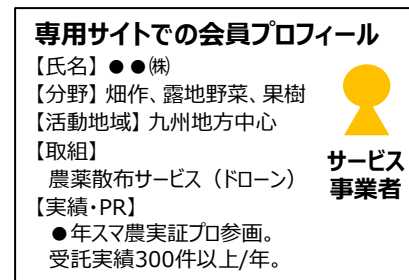 専用サイトでの会員プロフィール
【氏名】●●㈱
【分野】畑作、露地野菜、果樹
【活動地域】九州地方中心
【取組】
農薬散布サービス（ドローン）
【実績・PR】
●年スマ農実証プロ参画。
受託実績300件以上/年。
サービス
事業者